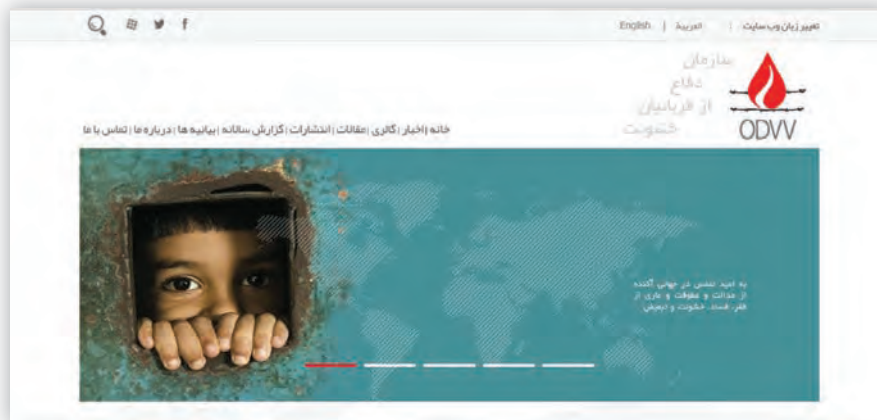 تغییر زبان وب سایت | العربية | English
f
سازمان
دفاع
از قربانیان
خشونت
ODVV
خانه | اخبار | گالری | مقالات | انتشارات | گزارش سالانه | بیانیه ها | درباره ما | تماس با ما
به امید تنفس در جهانی آکنده
از عدالت و عطوفت و عاری از
فقر، فساد، خشونت و تبعیض